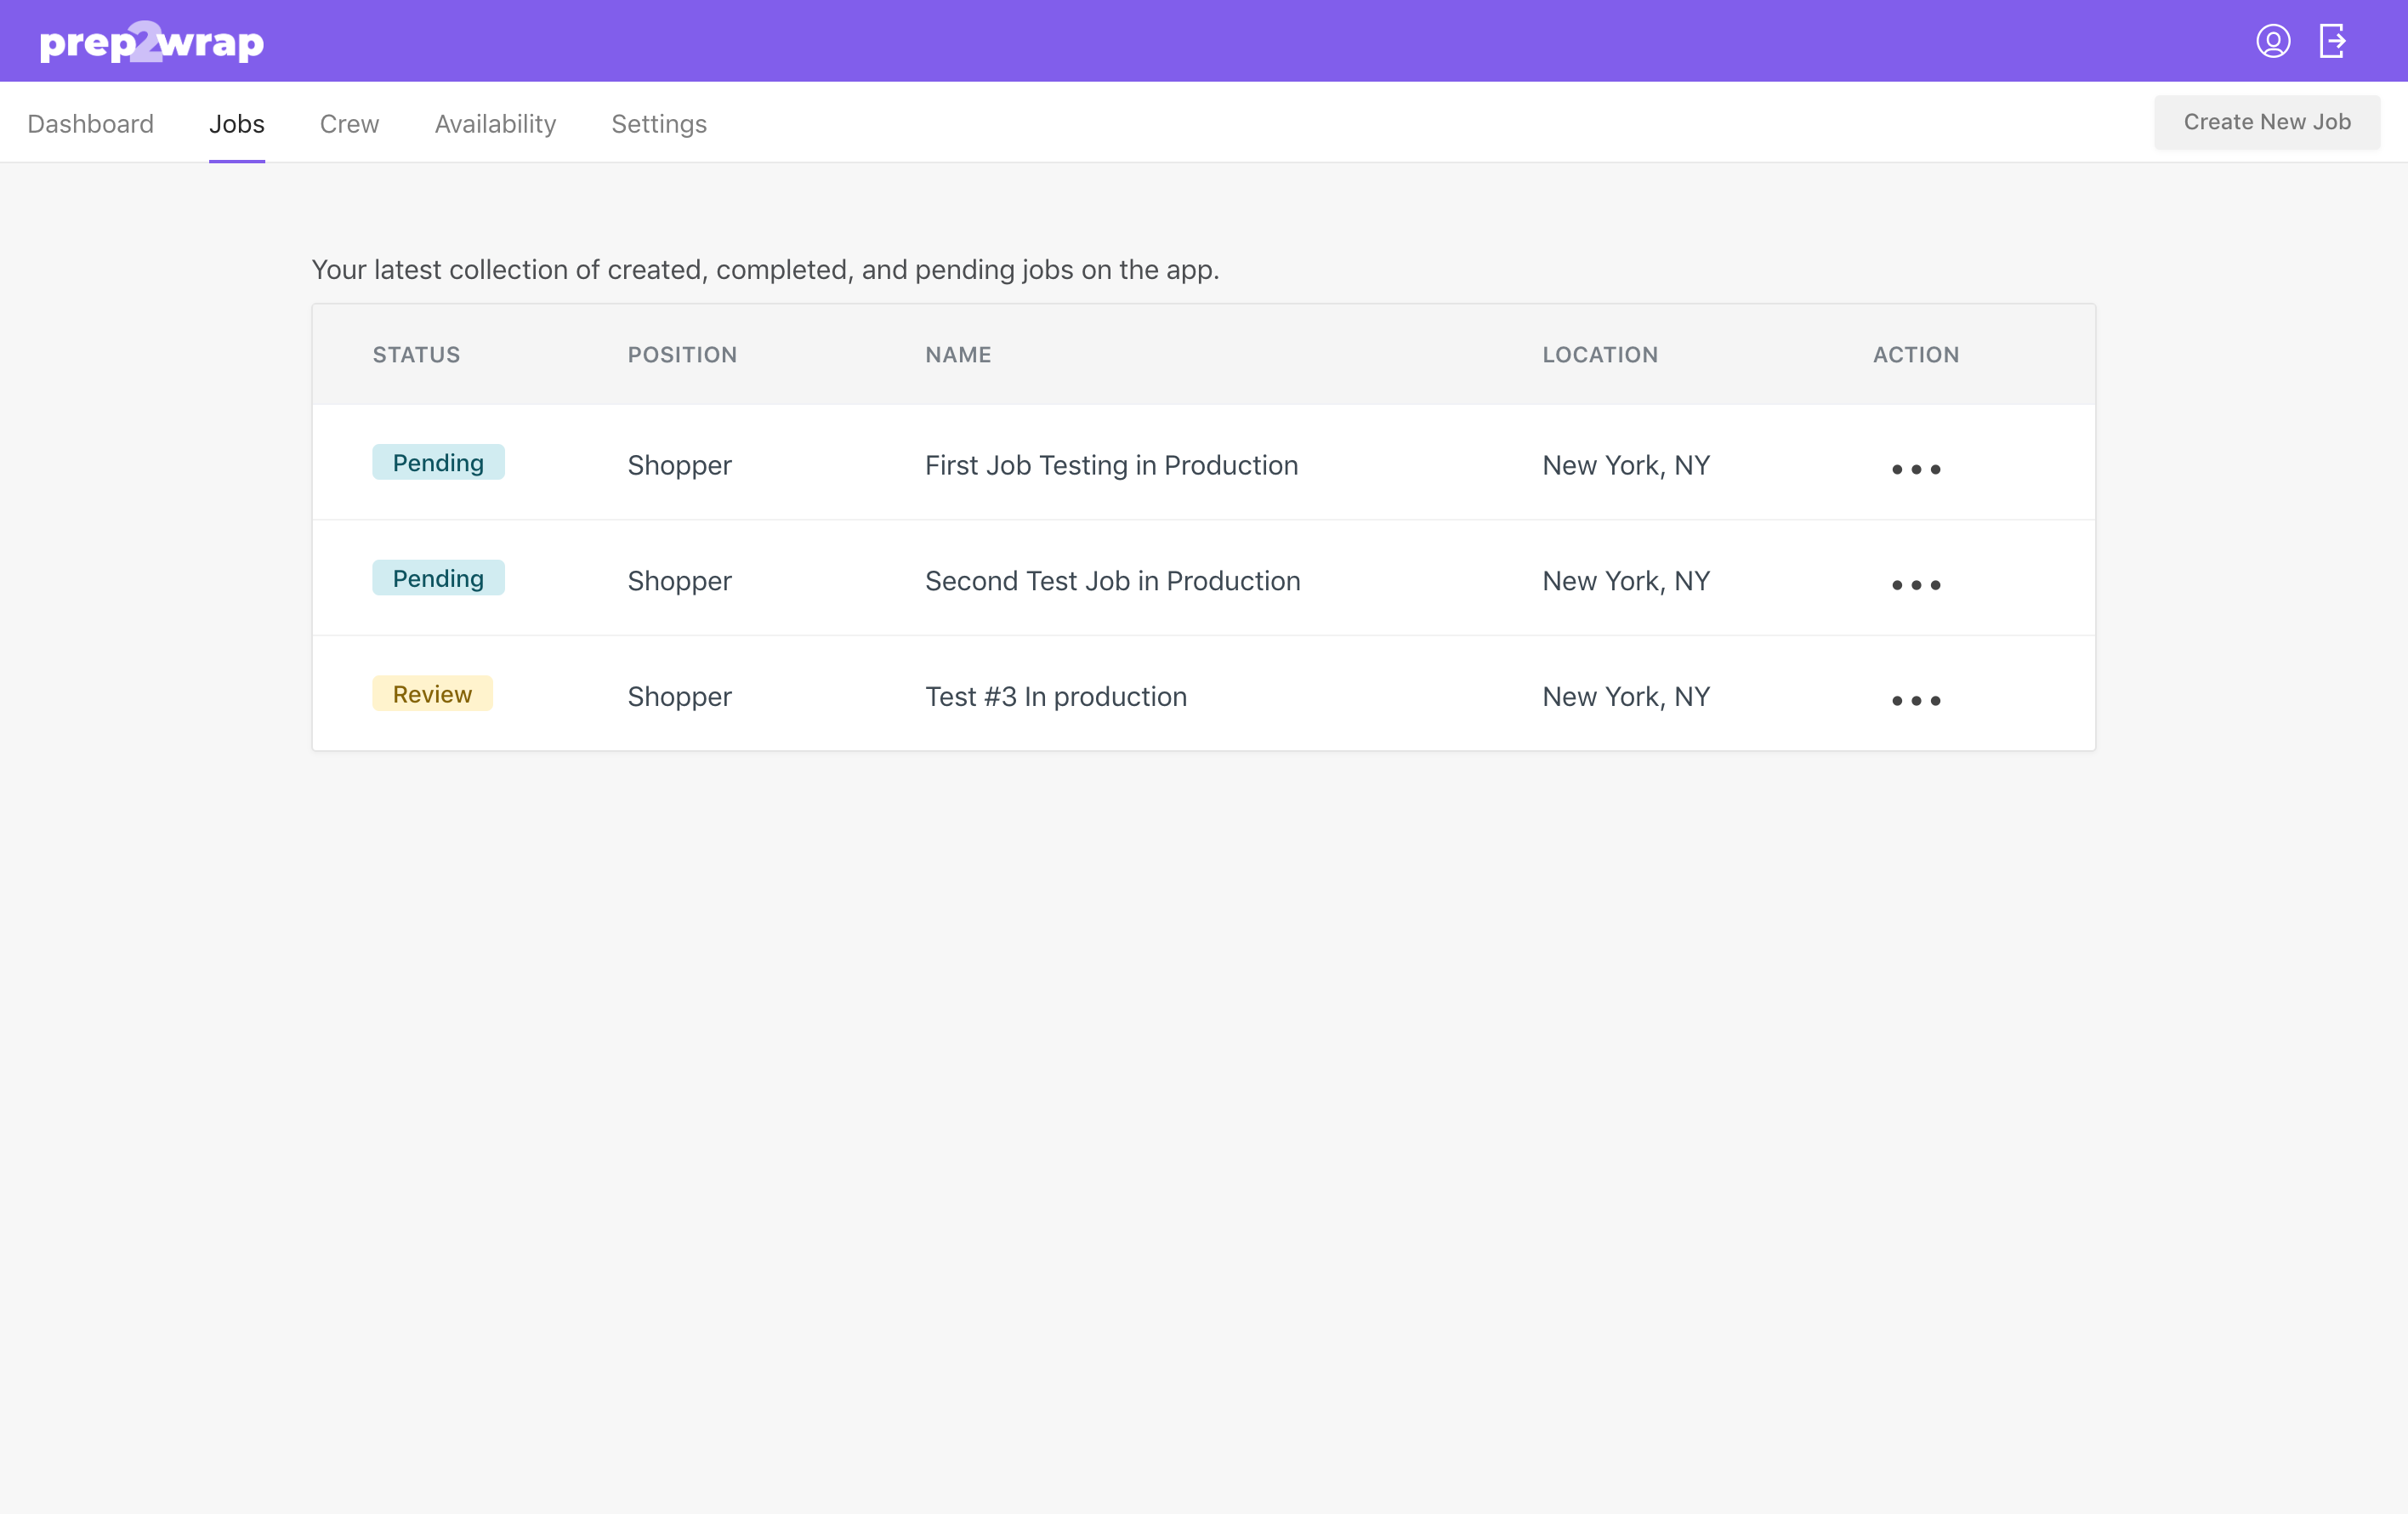 prep2wrap
Dashboard Jobs Crew Availability Settings Create New Job
Your latest collection of created, completed, and pending jobs on the app.
STATUS POSITION NAME LOCATION ACTION
Pending Shopper First Job Testing in Production New York, NY
Pending Shopper Second Test Job in Production New York, NY
Review Shopper Test #3 In production New York, NY